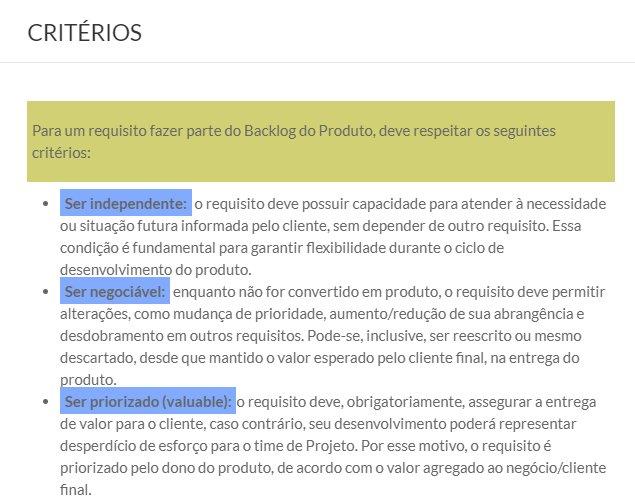 CRITÉRIOS
Para um requisito fazer parte do Backlog do Produto, deve respeitar os seguintes
critérios:
• Ser independente: o requisito deve possuir capacidade para atender à necessidade
ou situação futura informada pelo cliente, sem depender de outro requisito. Essa
condição é fundamental para garantir flexibilidade durante o ciclo de
desenvolvimento do produto.
• Ser negociável: enquanto não for convertido em produto, o requisito deve permitir
alterações, como mudança de prioridade, aumento/redução de sua abrangência e
desdobramento em outros requisitos. Pode-se, inclusive, ser reescrito ou mesmo
descartado, desde que mantido o valor esperado pelo cliente final, na entrega do
produto.
• Ser priorizado (valuable): o requisito deve, obrigatoriamente, assegurar a entrega
de valor para o cliente, caso contrário, seu desenvolvimento poderá representar
desperdício de esforço para o time de Projeto. Por esse motivo, o requisito é
priorizado pelo dono do produto, de acordo com o valor agregado ao negócio/cliente
final.